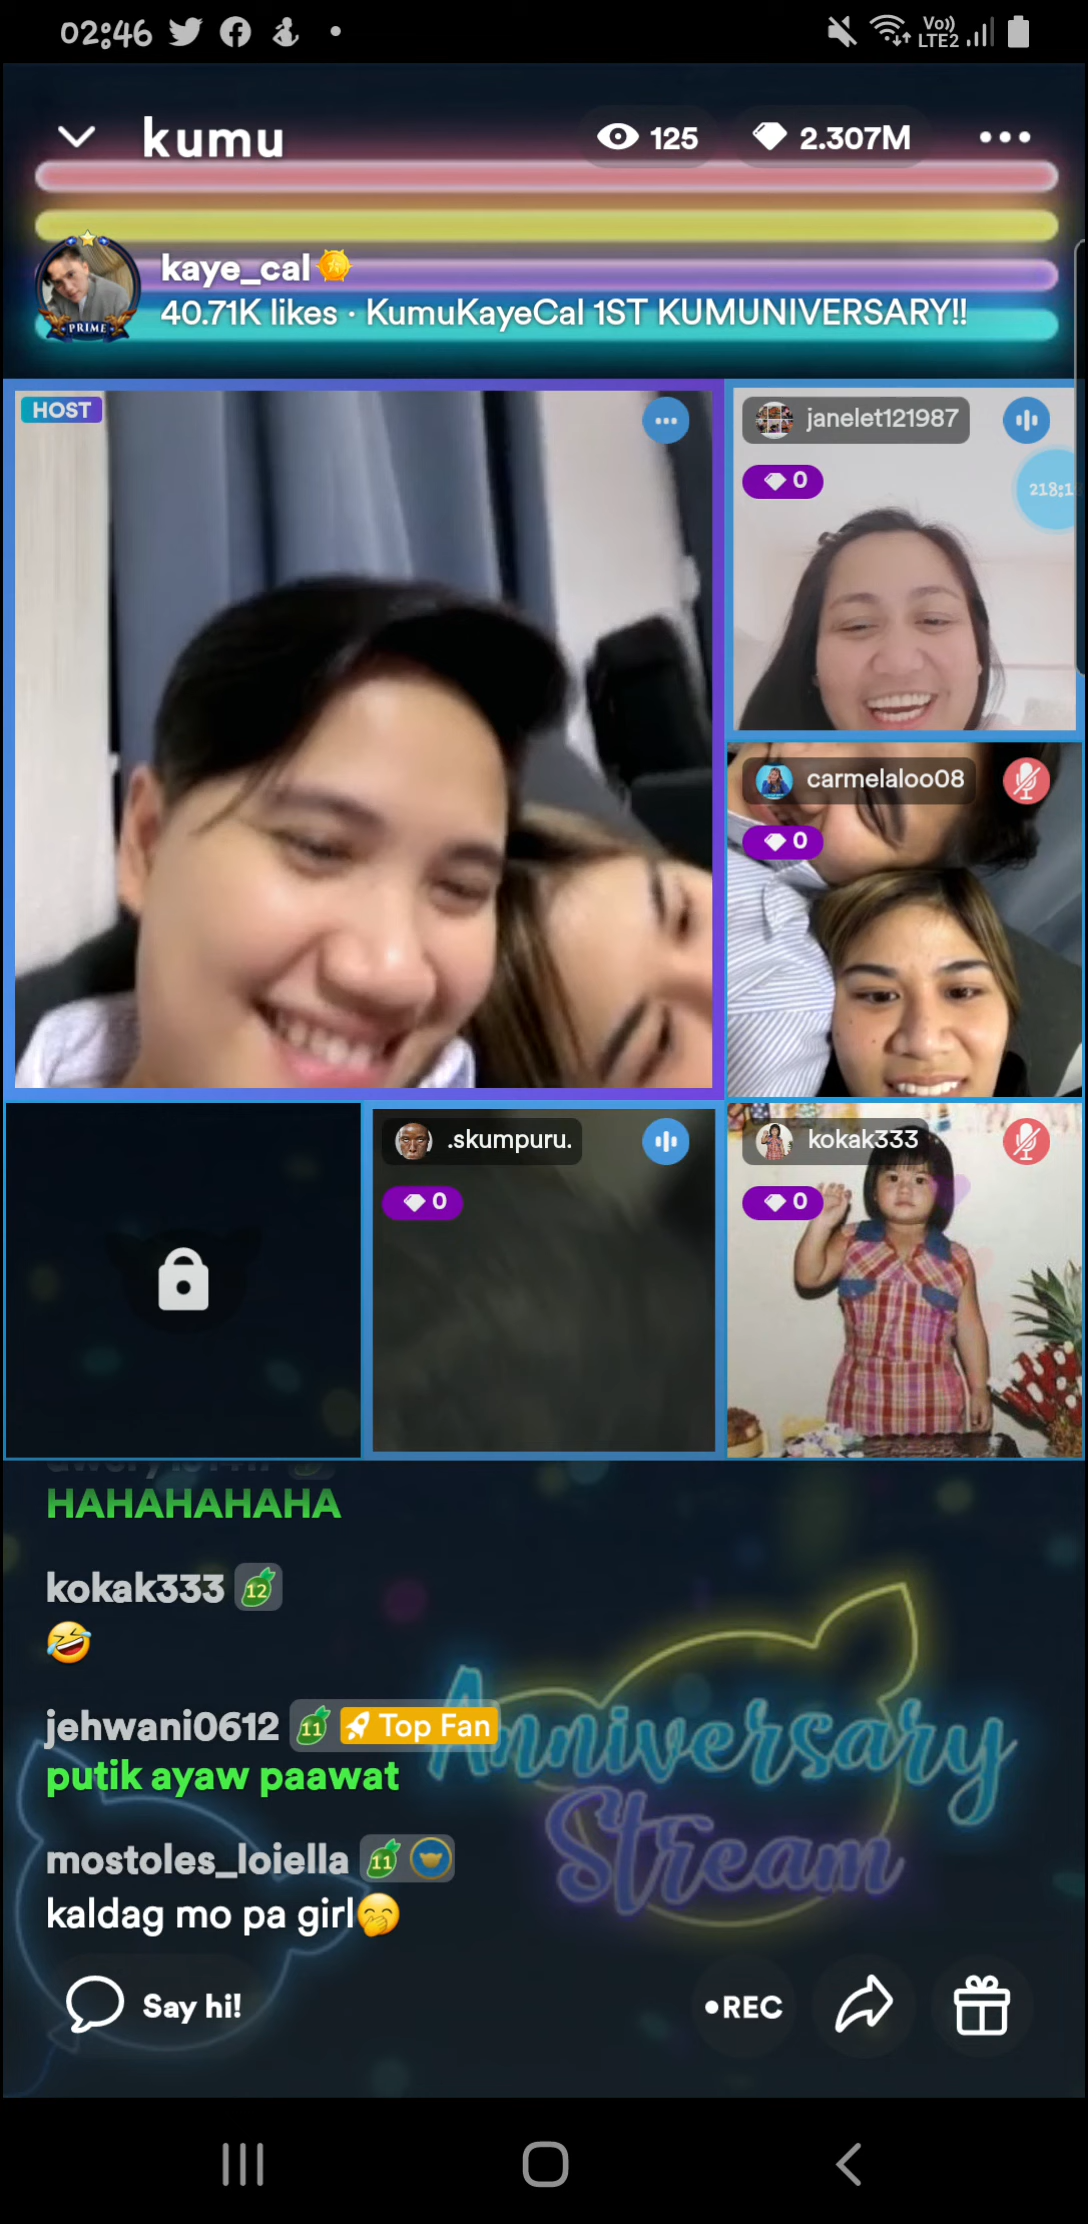 02:46
Vo))
LTE2
kumu
125
2.307M
kaye_cal
PRIME
40.71K likes · KumuKayeCal 1ST KUMUNIVERSARY!!
HOST
janelet121987
0
carmelaloo08
0
.skumpuru.
0
kokak333
0
HAHAHAHAHA
kokak333 12
🤣
jehwani0612 11 Top Fan
putik ayaw paawat
mostoles_loiella 11
kaldag mo pa girl🤭
Anniversary
Stream
Say hi!
•REC